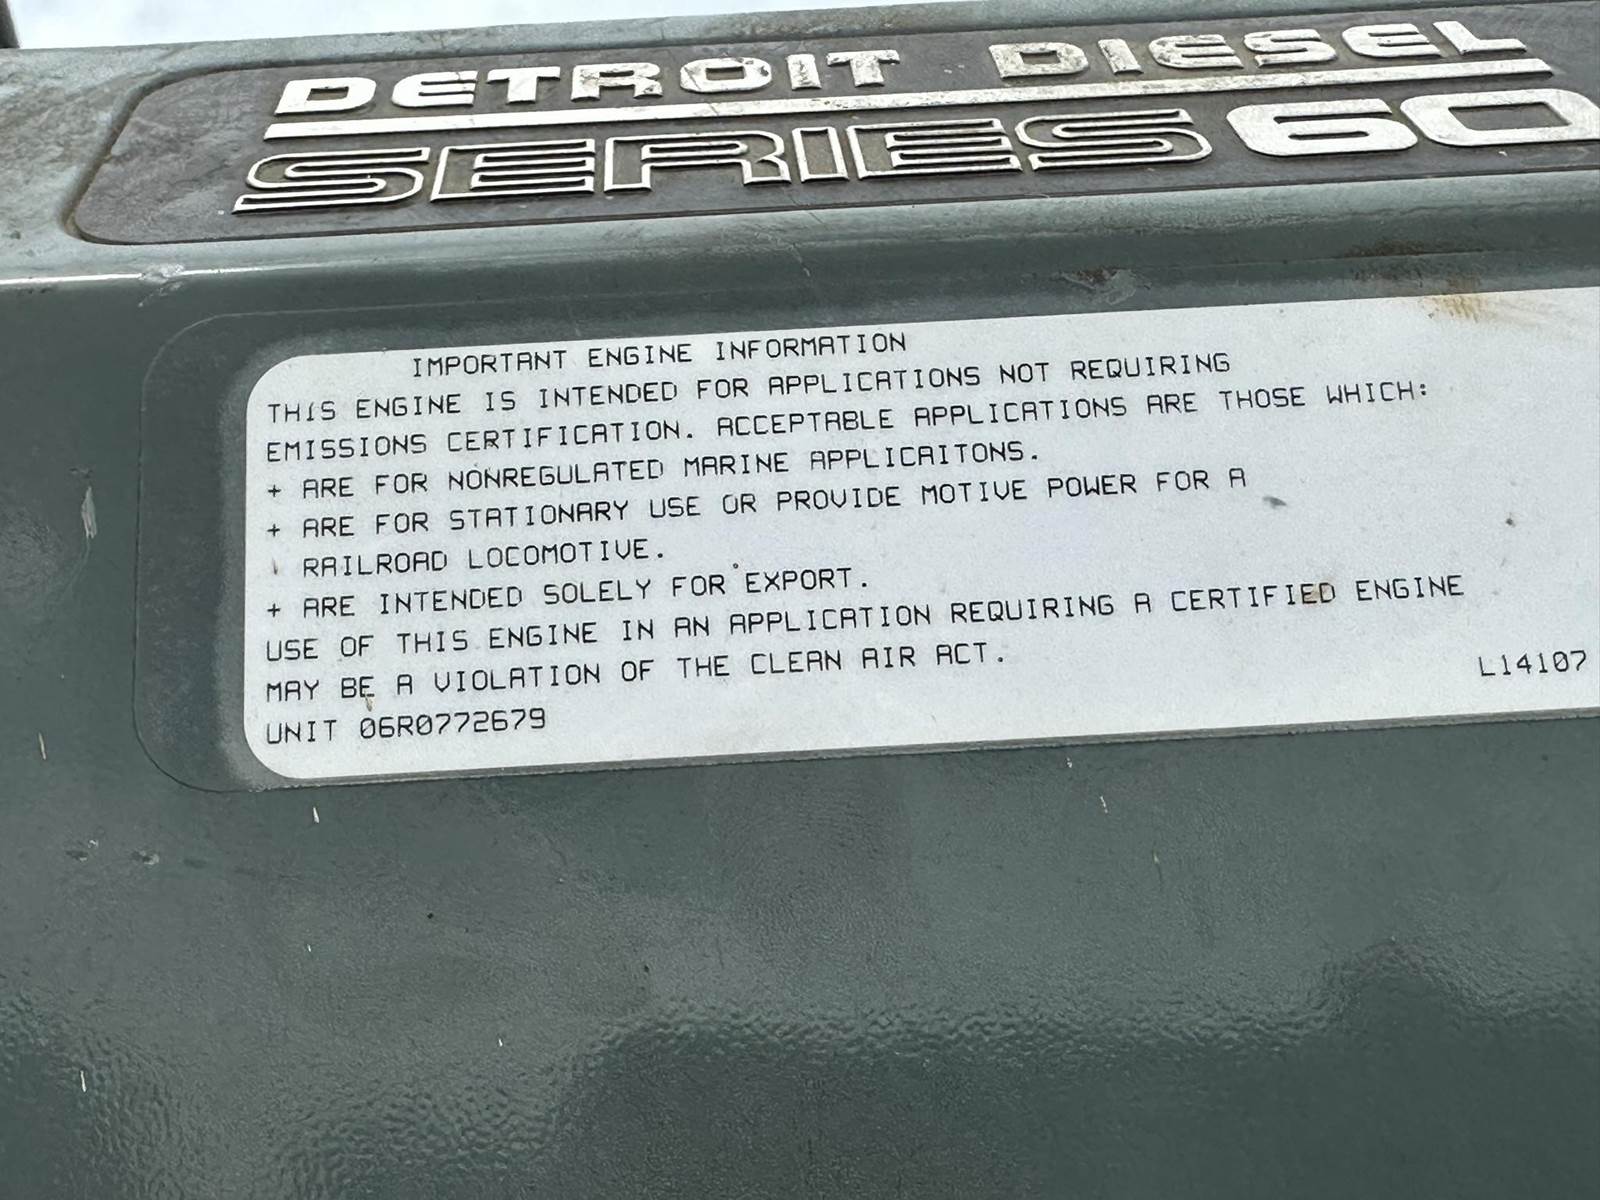 DETROIT DIESEL
SERIES 60
IMPORTANT ENGINE INFORMATION
THIS ENGINE IS INTENDED FOR APPLICATIONS NOT REQUIRING
EMISSIONS CERTIFICATION. ACCEPTABLE APPLICATIONS ARE THOSE WHICH:
+ ARE FOR NONREGULATED MARINE APPLICAITONS.
+ ARE FOR STATIONARY USE OR PROVIDE MOTIVE POWER FOR A
RAILROAD LOCOMOTIVE.
+ ARE INTENDED SOLELY FOR EXPORT.
USE OF THIS ENGINE IN AN APPLICATION REQUIRING A CERTIFIED ENGINE
MAY BE A VIOLATION OF THE CLEAN AIR ACT.
L14107
UNIT 06R0772679